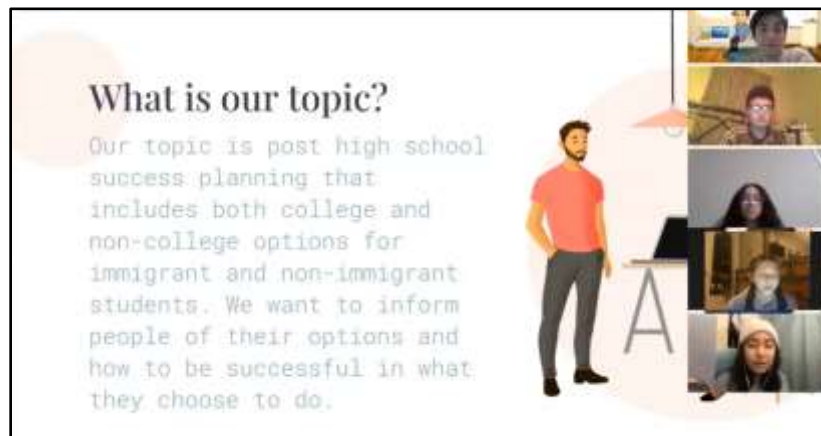 What is our topic?
Our topic is post high school
success planning that
includes both college and
non-college options for
immigrant and non-immigrant
students. We want to inform
people of their options and
how to be successful in what
they choose to do.